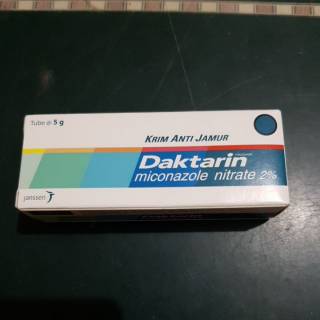 Tube @ 5 g
KRIM ANTI JAMUR
Daktarin
miconazole nitrate 2%
janssen